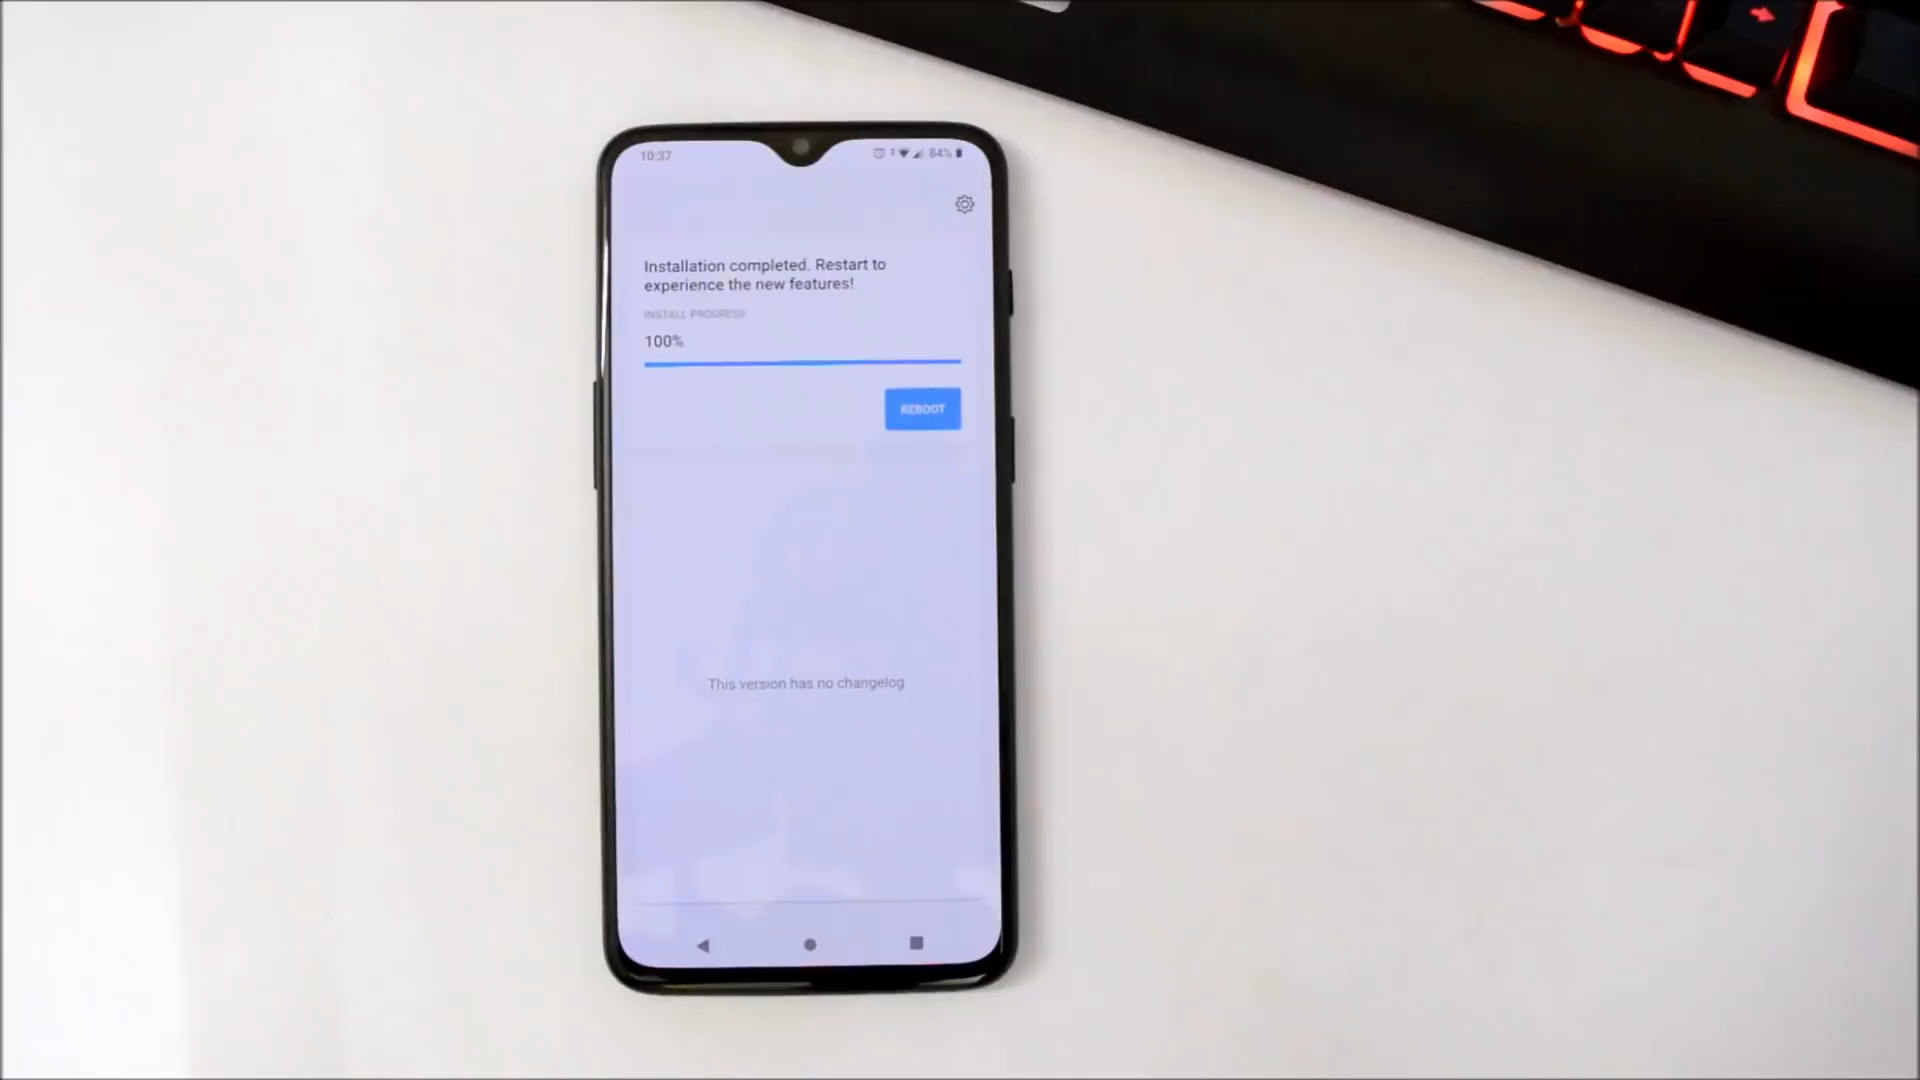 10:37
84%
Installation completed. Restart to
experience the new features!
INSTALL PROGRESS
100%
REBOOT
This version has no changelog